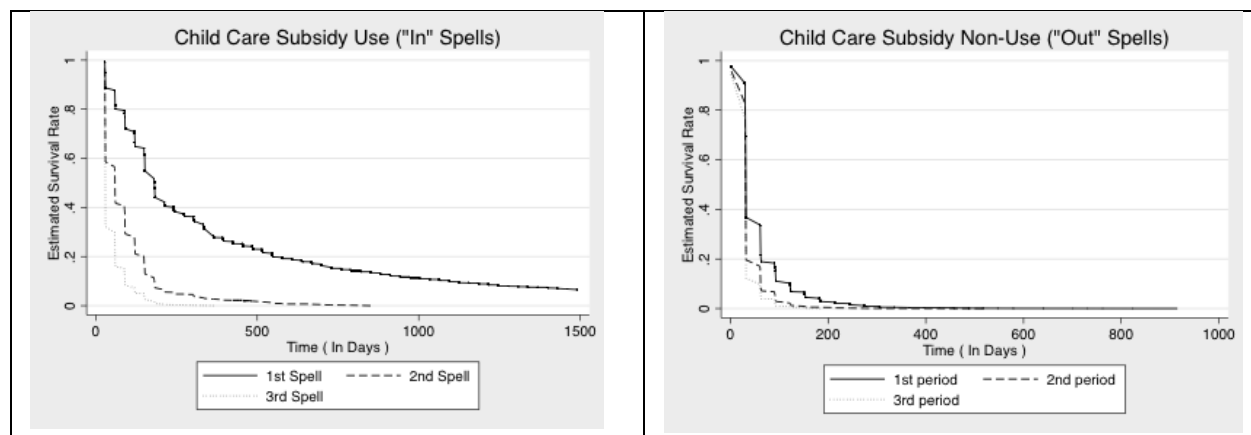 Child Care Subsidy Use ("In" Spells)
Estimated Survival Rate
1
.8
.6
.4
.2
0
0 500 1000 1500
Time ( In Days )
1st Spell 2nd Spell
3rd Spell
Child Care Subsidy Non-Use ("Out" Spells)
Estimated Survival Rate
1
.8
.6
.4
.2
0
0 200 400 600 800 1000
Time ( In Days )
1st period 2nd period
3rd period